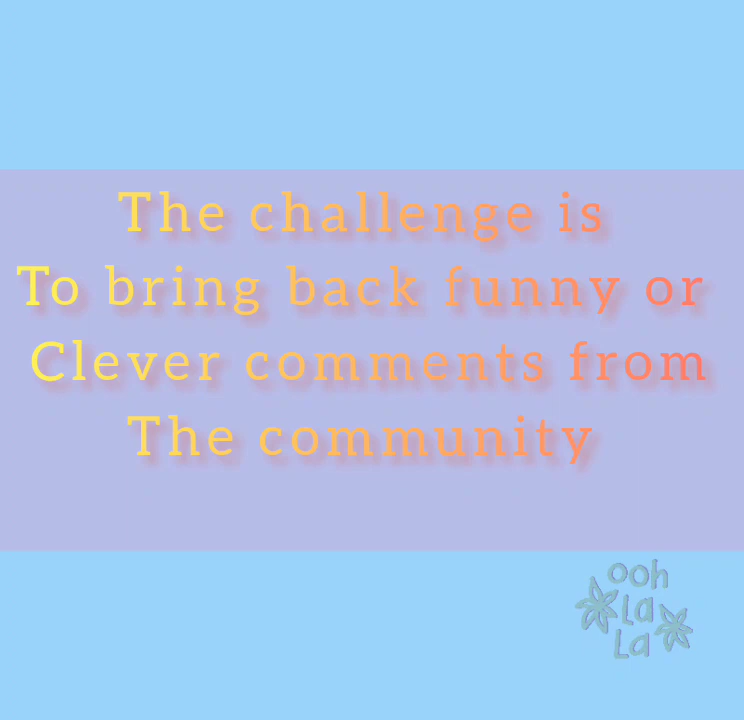 The challenge is
To bring back funny or
Clever comments from
The community
ooh
La
La